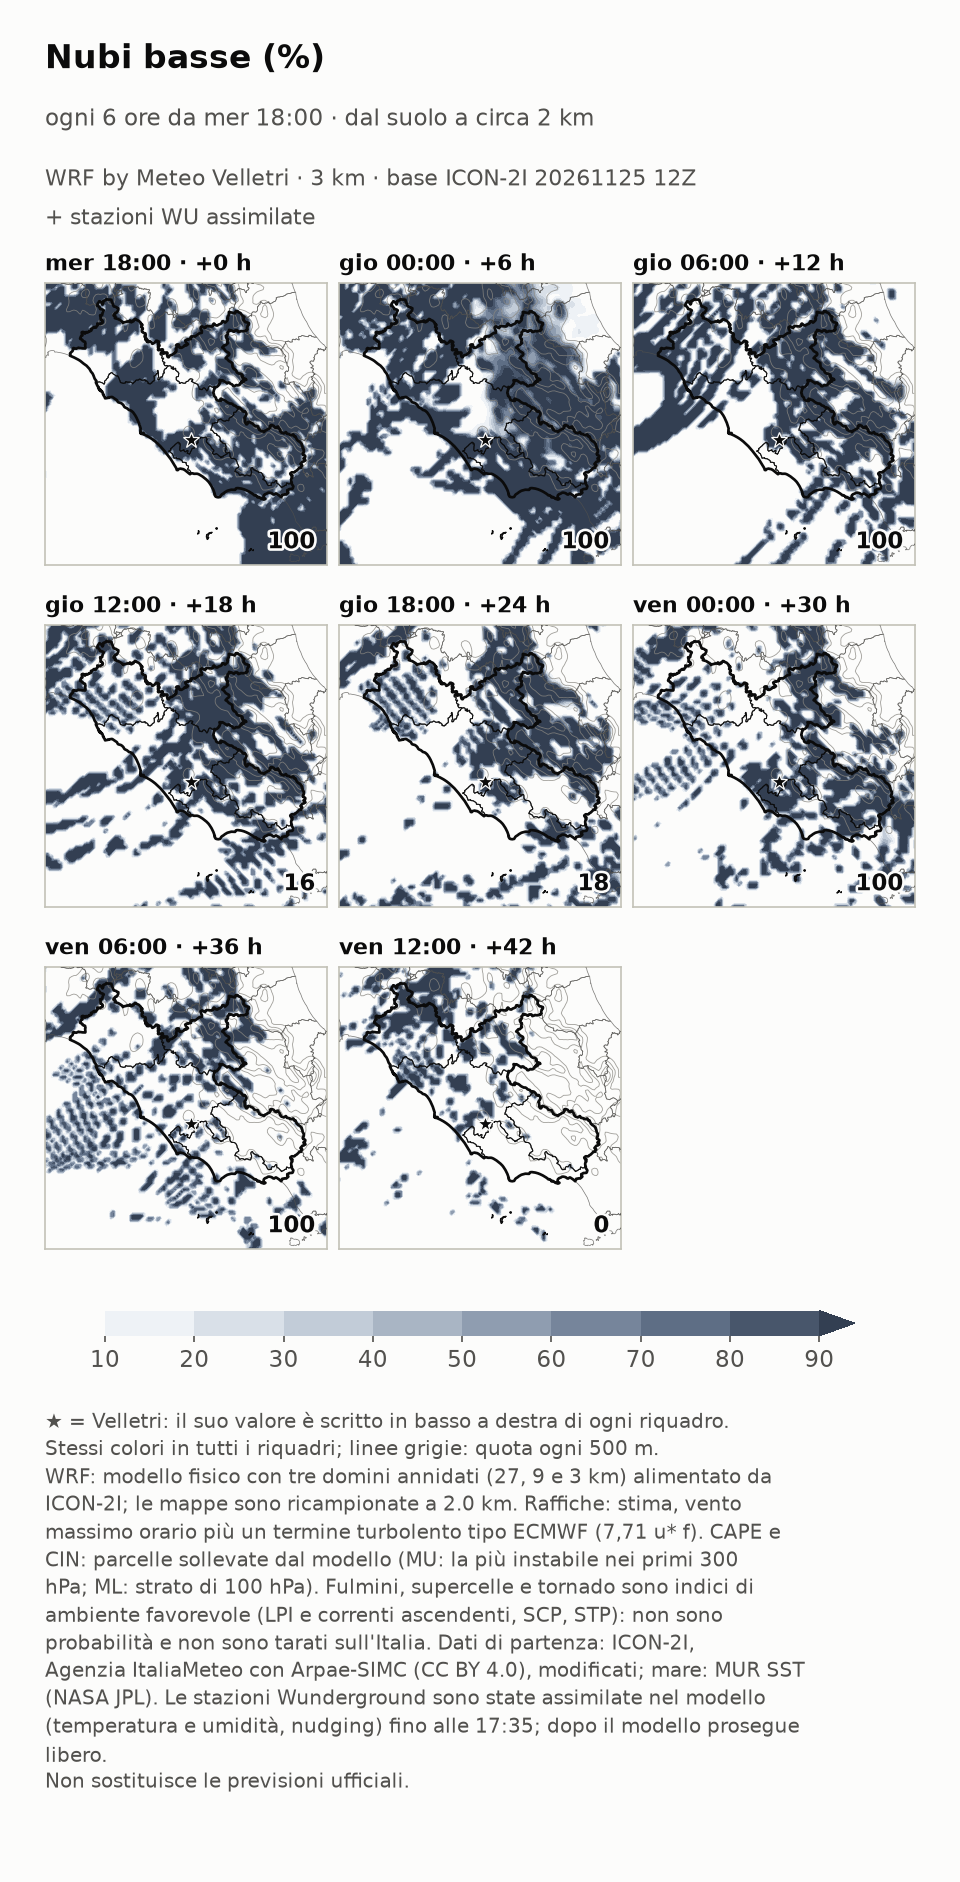 Nubi basse (%)
ogni 6 ore da mer 18:00 · dal suolo a circa 2 km
WRF by Meteo Velletri · 3 km · base ICON-2I 20261125 12Z
+ stazioni WU assimilate
mer 18:00 · +0 h
gio 00:00 · +6 h
gio 06:00 · +12 h
100
100
100
gio 12:00 · +18 h
gio 18:00 · +24 h
ven 00:00 · +30 h
16
18
100
ven 06:00 · +36 h
ven 12:00 · +42 h
100
0
10 20 30 40 50 60 70 80 90
★ = Velletri: il suo valore è scritto in basso a destra di ogni riquadro.
Stessi colori in tutti i riquadri; linee grigie: quota ogni 500 m.
WRF: modello fisico con tre domini annidati (27, 9 e 3 km) alimentato da
ICON-2I; le mappe sono ricampionate a 2.0 km. Raffiche: stima, vento
massimo orario più un termine turbolento tipo ECMWF (7,71 u* f). CAPE e
CIN: parcelle sollevate dal modello (MU: la più instabile nei primi 300
hPa; ML: strato di 100 hPa). Fulmini, supercelle e tornado sono indici di
ambiente favorevole (LPI e correnti ascendenti, SCP, STP): non sono
probabilità e non sono tarati sull'Italia. Dati di partenza: ICON-2I,
Agenzia ItaliaMeteo con Arpae-SIMC (CC BY 4.0), modificati; mare: MUR SST
(NASA JPL). Le stazioni Wunderground sono state assimilate nel modello
(temperatura e umidità, nudging) fino alle 17:35; dopo il modello prosegue
libero.
Non sostituisce le previsioni ufficiali.